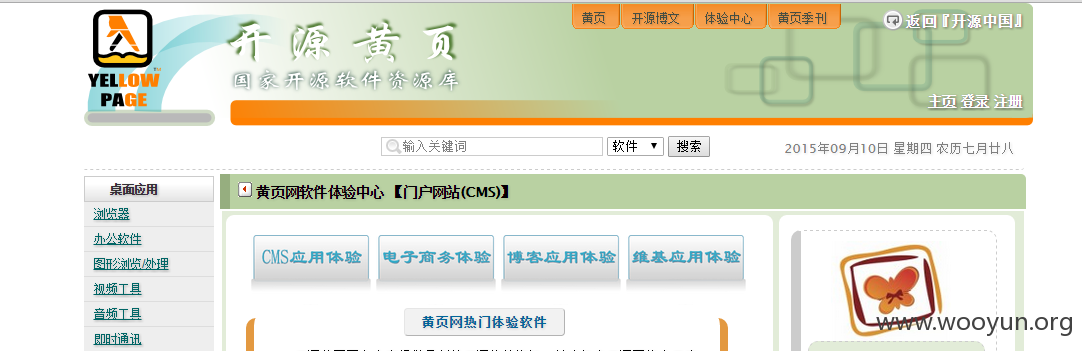 黄页 开源博文 体验中心 黄页季刊
返回『开源中国』
开源黄页
国家开源软件资源库
YELLOW
PAGE
主页 登录 注册
输入关键词 软件 搜索
2015年09月10日 星期四 农历七月廿八
桌面应用
黄页网软件体验中心 【门户网站(CMS)】
浏览器
办公软件
图形浏览/处理
视频工具
音频工具
即时通讯
CMS应用体验 电子商务体验 博客应用体验 维基应用体验
黄页网热门体验软件
www.wooyun.org